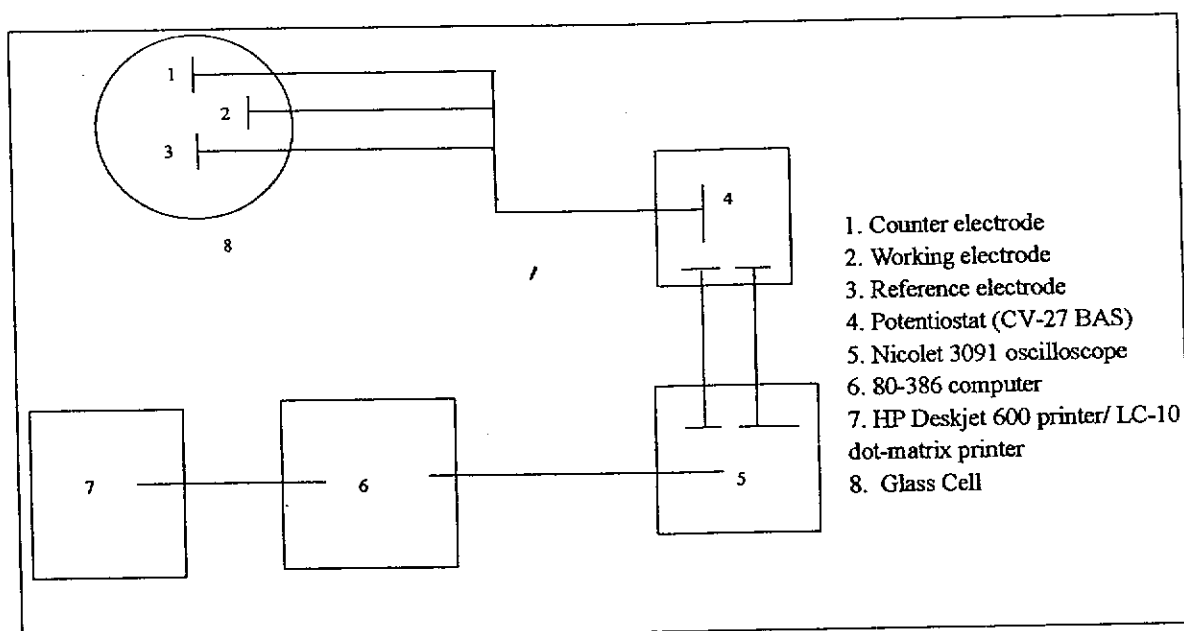 1
2
3
8
4
5
6
7
1. Counter electrode
2. Working electrode
3. Reference electrode
4. Potentiostat (CV-27 BAS)
5. Nicolet 3091 oscilloscope
6. 80-386 computer
7. HP Deskjet 600 printer/ LC-10
dot-matrix printer
8. Glass Cell